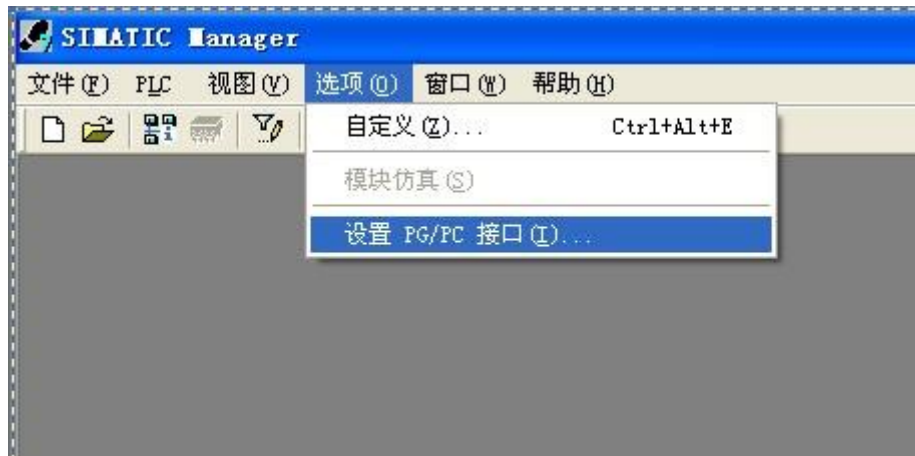 SIMATIC Manager
文件(F) PLC 视图(V) 选项(O) 窗口(W) 帮助(H)
自定义(Z)... Ctrl+Alt+E
模块仿真(S)
设置 PG/PC 接口(I)...